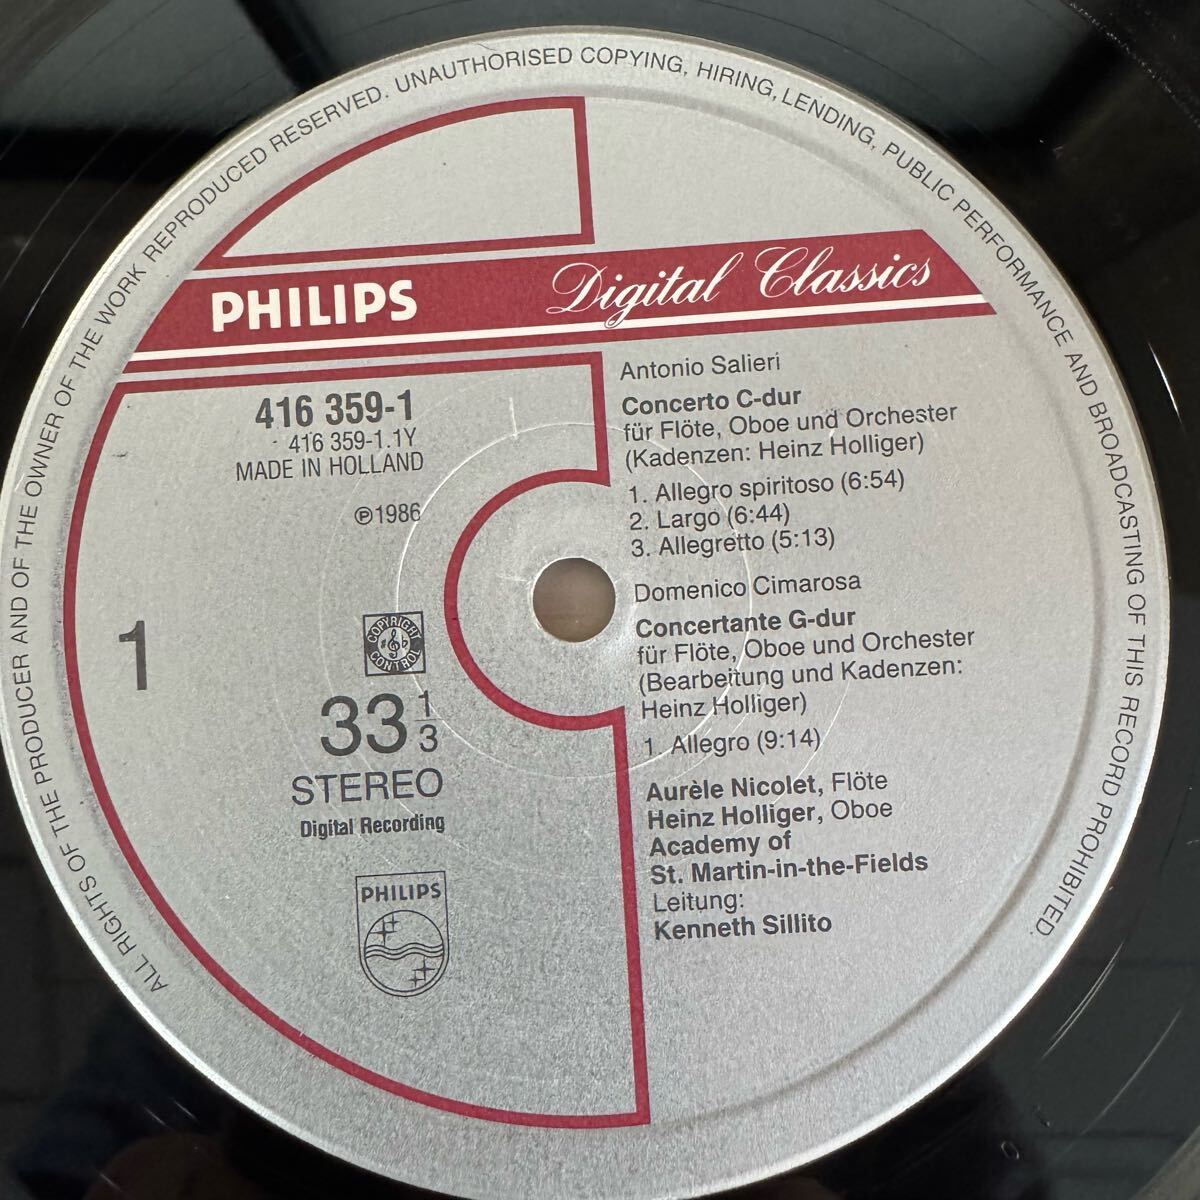 ALL RIGHTS OF THE PRODUCER AND OF THE OWNER OF THE WORK REPRODUCED RESERVED. UNAUTHORISED COPYING, HIRING, LENDING, PUBLIC PERFORMANCE AND BROADCASTING OF THIS RECORD PROHIBITED.
PHILIPS Digital Classics
416 359-1
416 359-1.1Y
MADE IN HOLLAND
℗1986
1
COPYRIGHT CONTROL
33 1/3
STEREO
Digital Recording
PHILIPS
Antonio Salieri
Concerto C-dur
für Flöte, Oboe und Orchester
(Kadenzen: Heinz Holliger)
1. Allegro spiritoso (6:54)
2. Largo (6:44)
3. Allegretto (5:13)
Domenico Cimarosa
Concertante G-dur
für Flöte, Oboe und Orchester
(Bearbeitung und Kadenzen:
Heinz Holliger)
1. Allegro (9:14)
Aurèle Nicolet, Flöte
Heinz Holliger, Oboe
Academy of
St. Martin-in-the-Fields
Leitung:
Kenneth Sillito